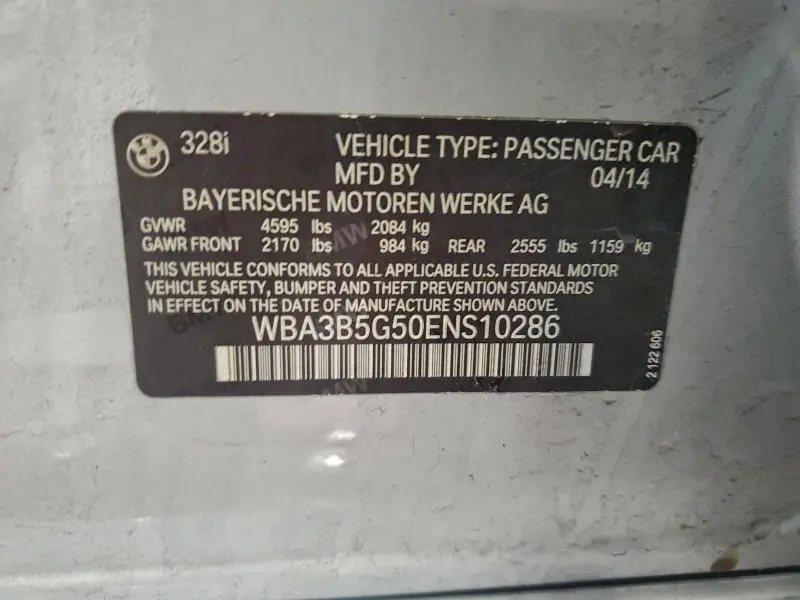 328i VEHICLE TYPE: PASSENGER CAR
MFD BY 04/14
BAYERISCHE MOTOREN WERKE AG
GVWR 4595 lbs 2084 kg
GAWR FRONT 2170 lbs 984 kg REAR 2555 lbs 1159 kg
THIS VEHICLE CONFORMS TO ALL APPLICABLE U.S. FEDERAL MOTOR
VEHICLE SAFETY, BUMPER AND THEFT PREVENTION STANDARDS
IN EFFECT ON THE DATE OF MANUFACTURE SHOWN ABOVE:
WBA3B5G50ENS10286
2 122 606